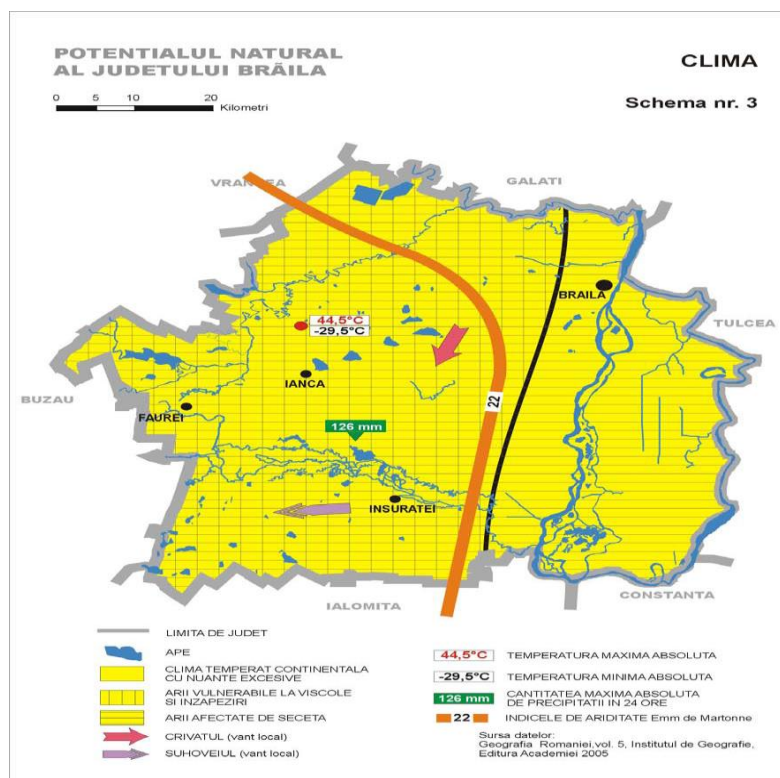 POTENTIALUL NATURAL
AL JUDETULUI BRĂILA
CLIMA
0 5 10 20
Kilometri
Schema nr. 3
VRANCEA
GALATI
BRAILA
44,5°C
-29,5°C
TULCEA
IANCA
BUZAU
FAUREI
22
126 mm
INSURATEI
IALOMITA
CONSTANTA
LIMITA DE JUDET
APE
CLIMA TEMPERAT CONTINENTALA
CU NUANTE EXCESIVE
ARII VULNERABILE LA VISCOLE
SI INZAPEZIRI
ARII AFECTATE DE SECETA
CRIVATUL (vant local)
SUHOVEIUL (vant local)
44,5°C TEMPERATURA MAXIMA ABSOLUTA
-29,5°C TEMPERATURA MINIMA ABSOLUTA
126 mm CANTITATEA MAXIMA ABSOLUTA
DE PRECIPITATII IN 24 ORE
22 INDICELE DE ARIDITATE Emm de Martonne
Sursa datelor:
Geografia Romaniei,vol. 5, Institutul de Geografie,
Editura Academiei 2005